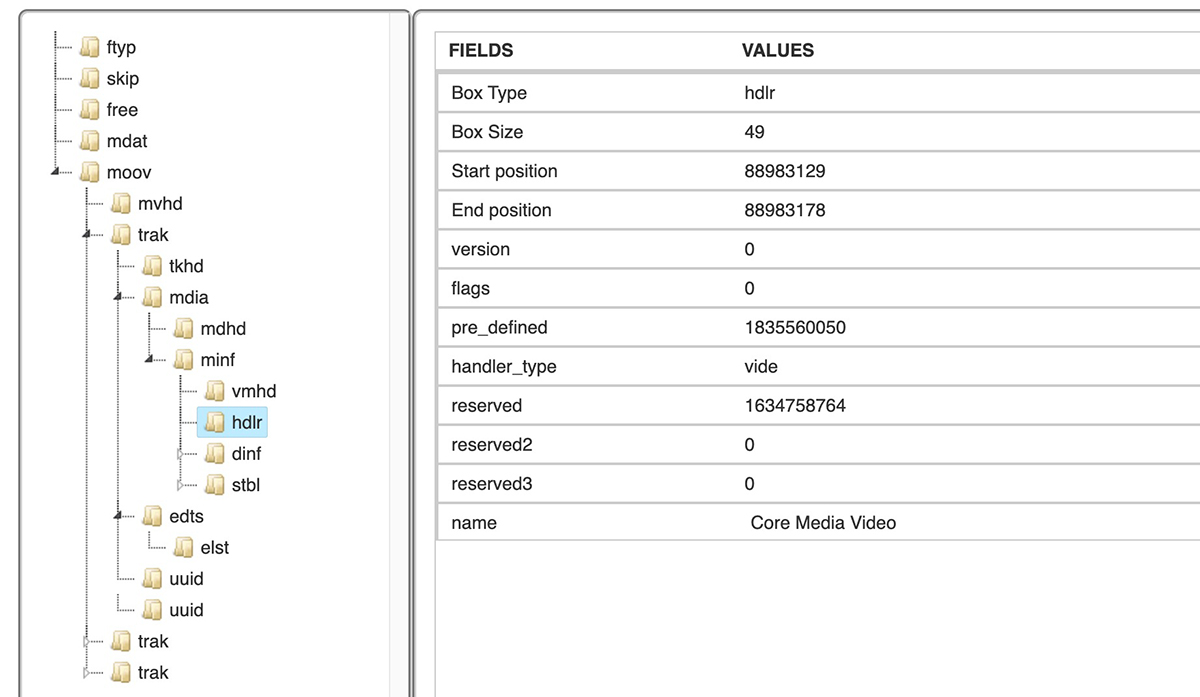 ftyp
skip
free
mdat
moov
mvhd
trak
tkhd
mdia
mdhd
minf
vmhd
hdlr
dinf
stbl
edts
elst
uuid
uuid
trak
trak
FIELDS VALUES
Box Type hdlr
Box Size 49
Start position 88983129
End position 88983178
version 0
flags 0
pre_defined 1835560050
handler_type vide
reserved 1634758764
reserved2 0
reserved3 0
name Core Media Video